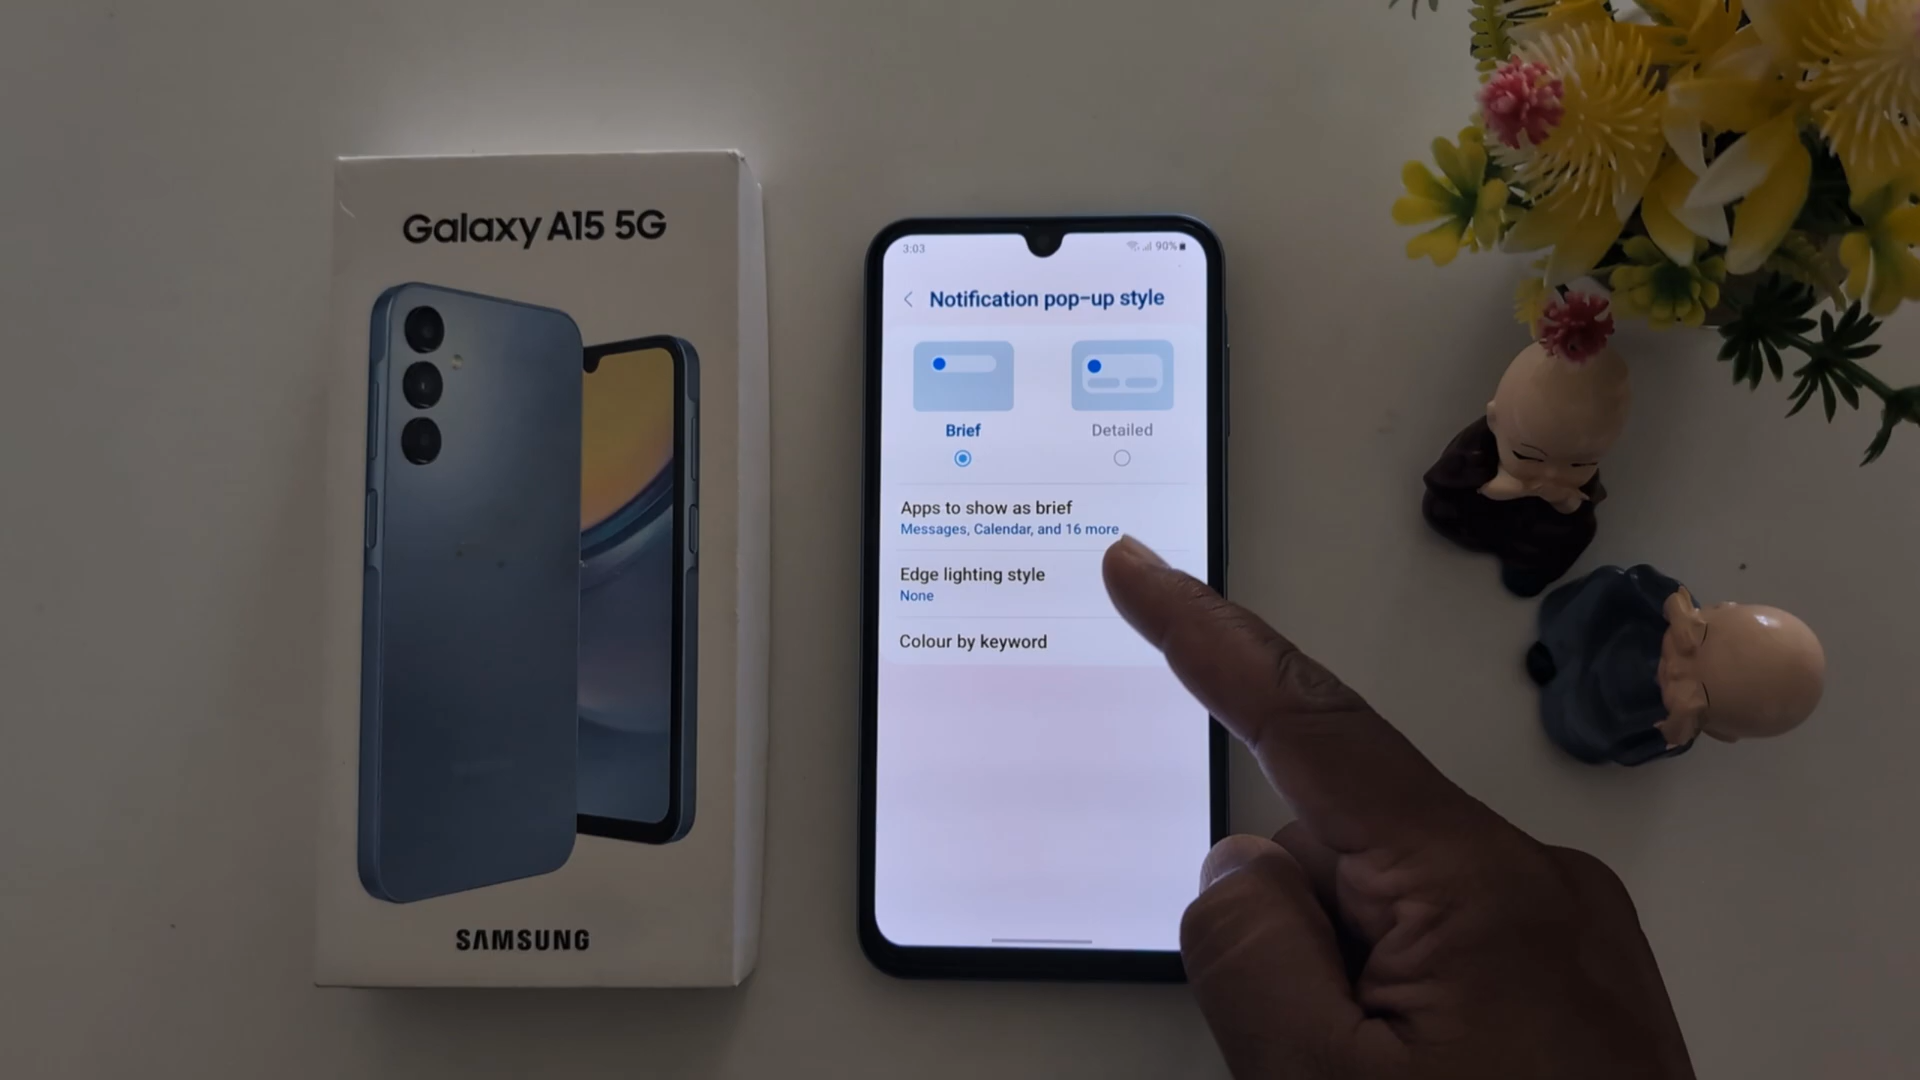 Galaxy A15 5G
SAMSUNG
3:03
90%
Notification pop-up style
Brief
Detailed
Apps to show as brief
Messages, Calendar, and 16 more
Edge lighting style
None
Colour by keyword